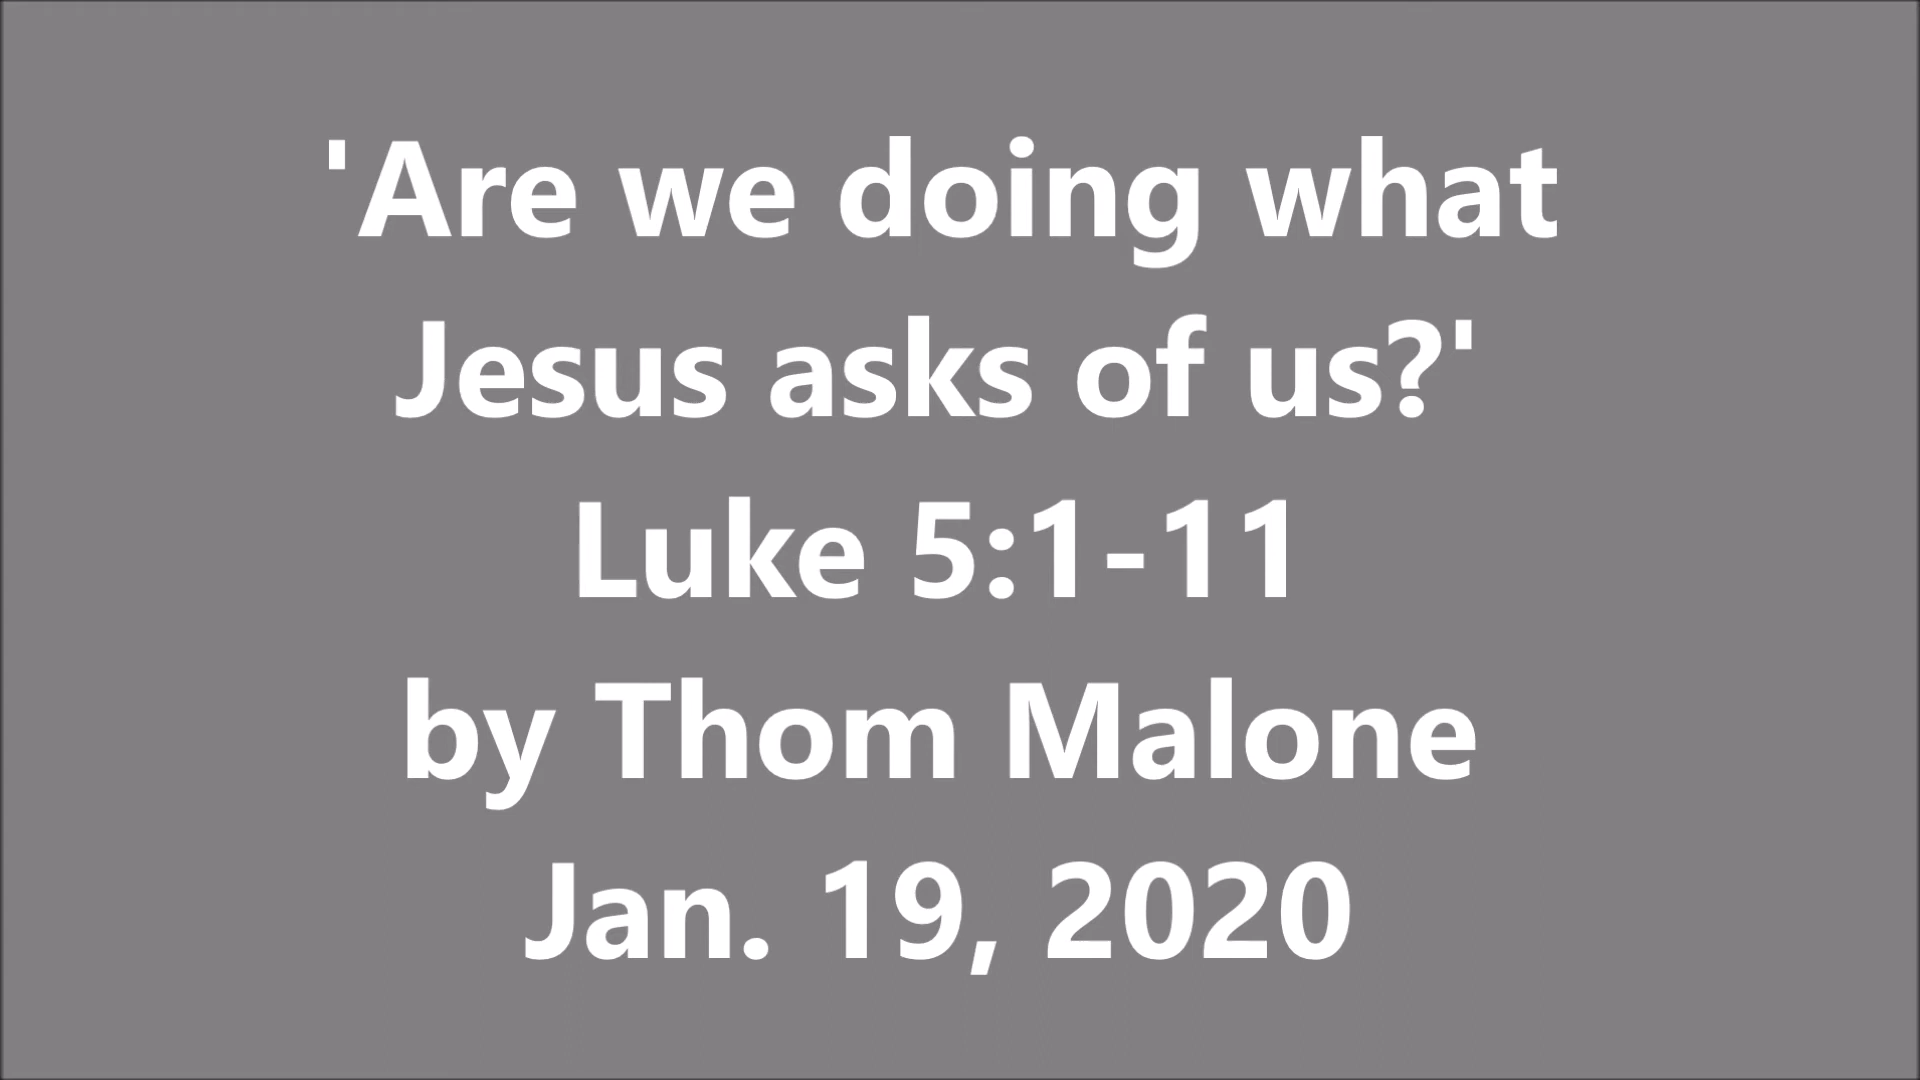 'Are we doing what
Jesus asks of us?'
Luke 5:1-11
by Thom Malone
Jan. 19, 2020